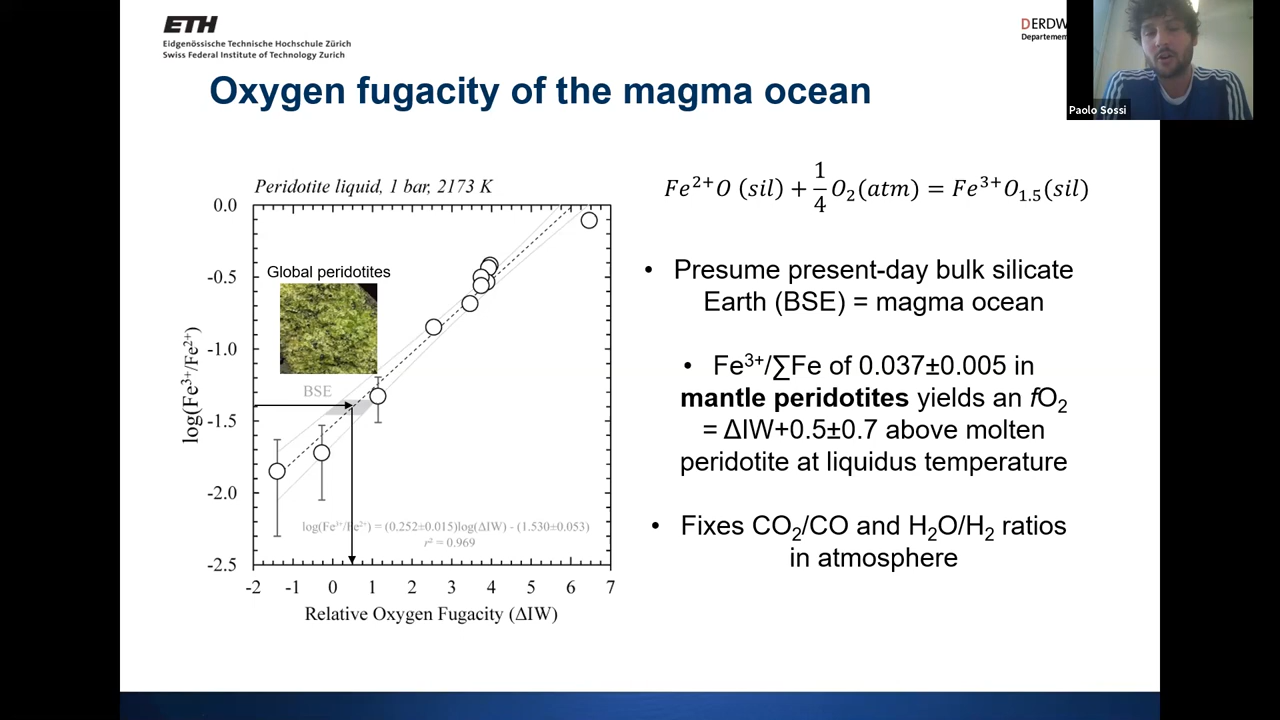 ETH
Eidgenössische Technische Hochschule Zürich
Swiss Federal Institute of Technology Zurich
DERDW
Departemen
Paolo Sossi
Oxygen fugacity of the magma ocean
Peridotite liquid, 1 bar, 2173 K
0.0
-0.5
-1.0
-1.5
-2.0
-2.5
log(Fe³⁺/Fe²⁺)
Global peridotites
BSE
log(Fe³⁺/Fe²⁺) = (0.252±0.015)log(ΔIW) - (1.530±0.053)
r² = 0.969
-2 -1 0 1 2 3 4 5 6 7
Relative Oxygen Fugacity (ΔIW)
Fe²⁺O (sil) + 1/4 O₂(atm) = Fe³⁺O₁.₅(sil)
• Presume present-day bulk silicate
Earth (BSE) = magma ocean
• Fe³⁺/∑Fe of 0.037±0.005 in
mantle peridotites yields an fO₂
= ΔIW+0.5±0.7 above molten
peridotite at liquidus temperature
• Fixes CO₂/CO and H₂O/H₂ ratios
in atmosphere